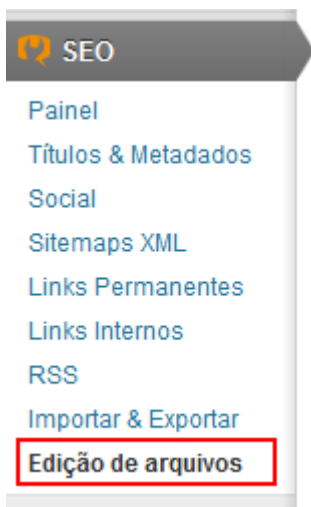 SEO
Painel
Títulos & Metadados
Social
Sitemaps XML
Links Permanentes
Links Internos
RSS
Importar & Exportar
Edição de arquivos